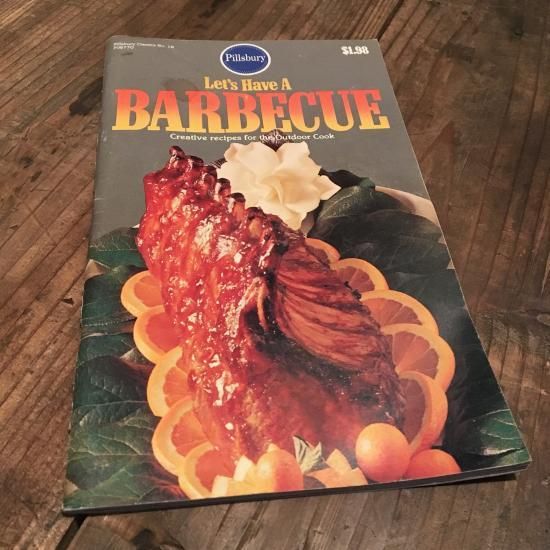 Pillsbury Classics No. 18
Pillsbury
$1.98
Let's Have A
BARBECUE
Creative recipes for the Outdoor Cook